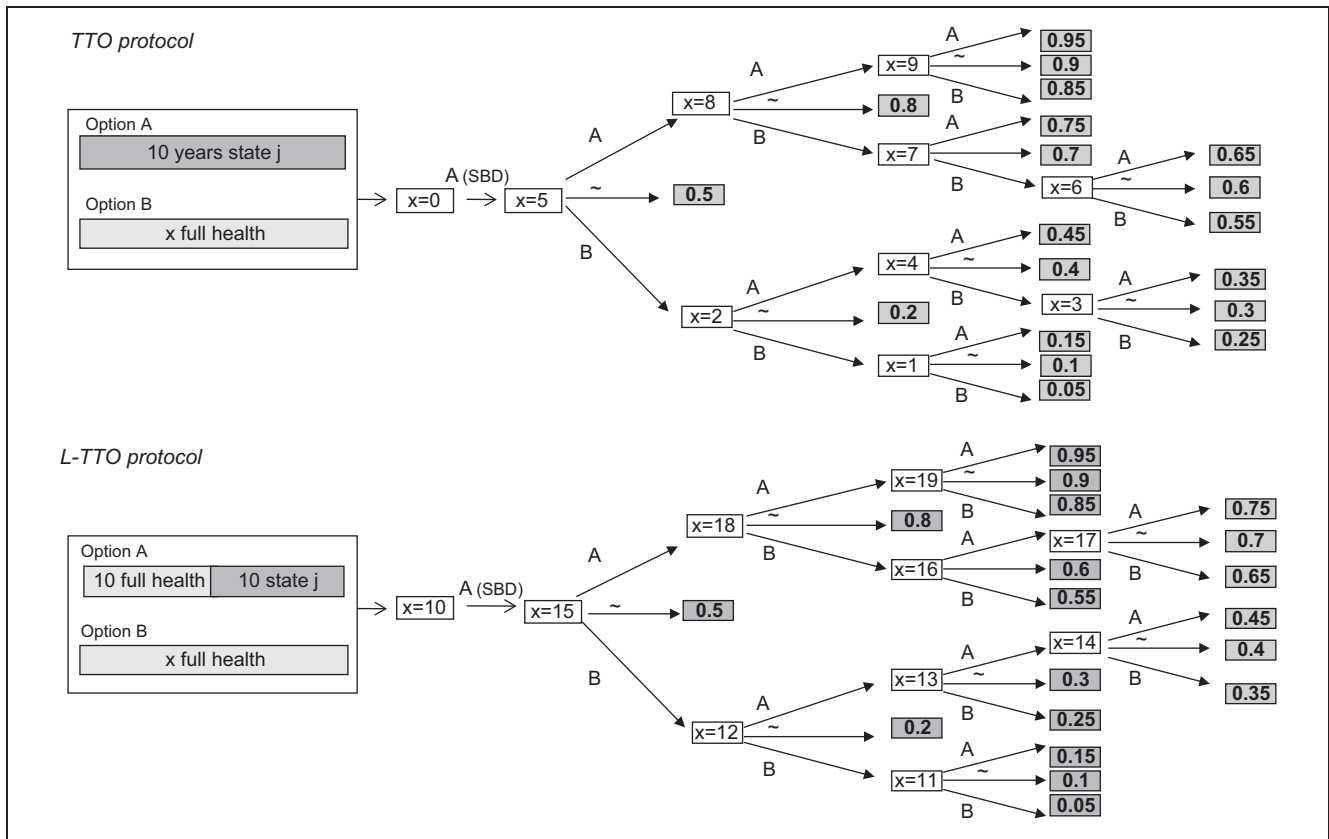 TTO protocol
Option A
10 years state j
Option B
x full health
x=0
A (SBD)
x=5
A
~
B
0.5
x=8
A
~
B
0.8
x=9
A
~
B
0.95
0.9
0.85
x=7
A
~
B
0.75
0.7
x=6
A
~
B
0.65
0.6
0.55
x=2
A
~
B
0.2
x=4
A
~
B
0.45
0.4
x=3
A
~
B
0.35
0.3
0.25
x=1
A
~
B
0.15
0.1
0.05
L-TTO protocol
Option A
10 full health
10 state j
Option B
x full health
x=10
A (SBD)
x=15
A
~
B
0.5
x=18
A
~
B
0.8
x=19
A
~
B
0.95
0.9
0.85
x=16
A
~
B
x=17
0.6
0.55
A
~
B
0.75
0.7
0.65
x=12
A
~
B
0.2
x=13
A
~
B
x=14
0.3
0.25
A
~
B
0.45
0.4
0.35
x=11
A
~
B
0.15
0.1
0.05